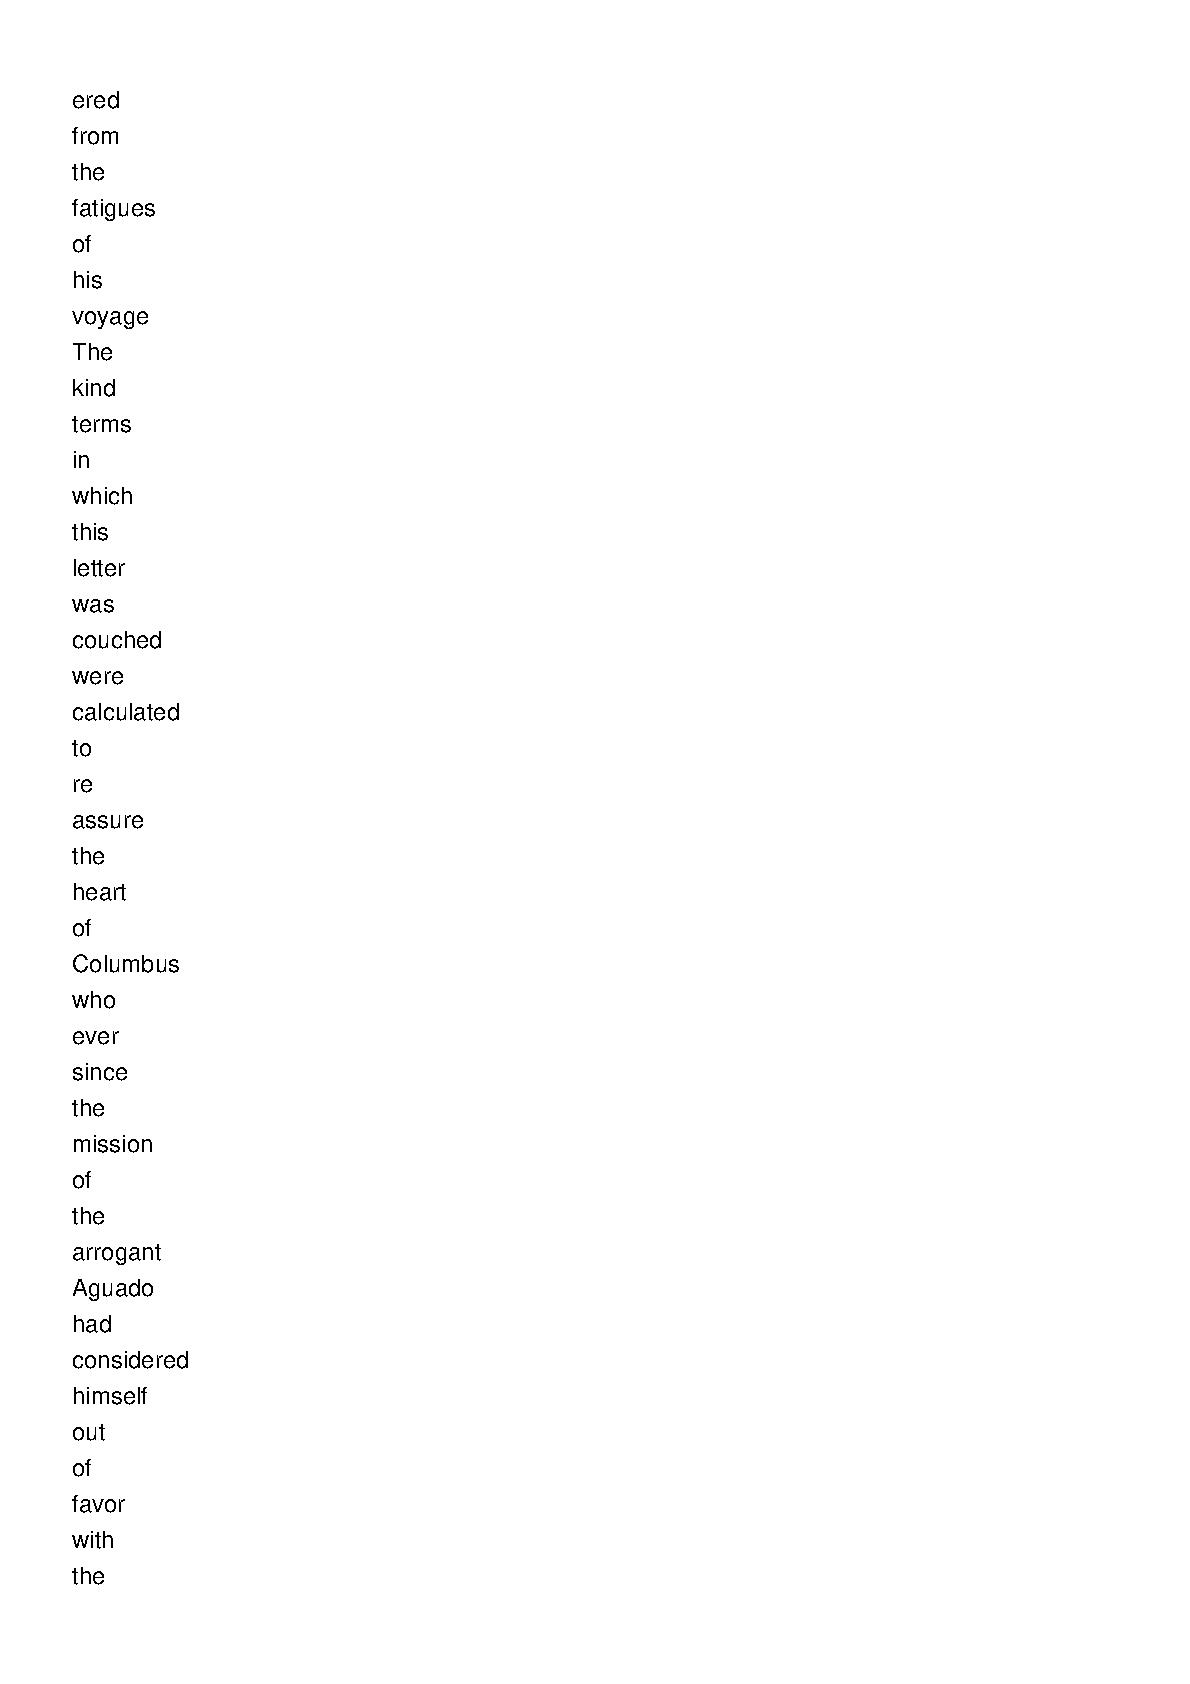 ered
from
the
fatigues
of
his
voyage
The
kind
terms
in
which
this
letter
was
couched
were
calculated
to
re
assure
the
heart
of
Columbus
who
ever
since
the
mission
of
the
arrogant
Aguado
had
considered
himself
out
of
favor
with
the